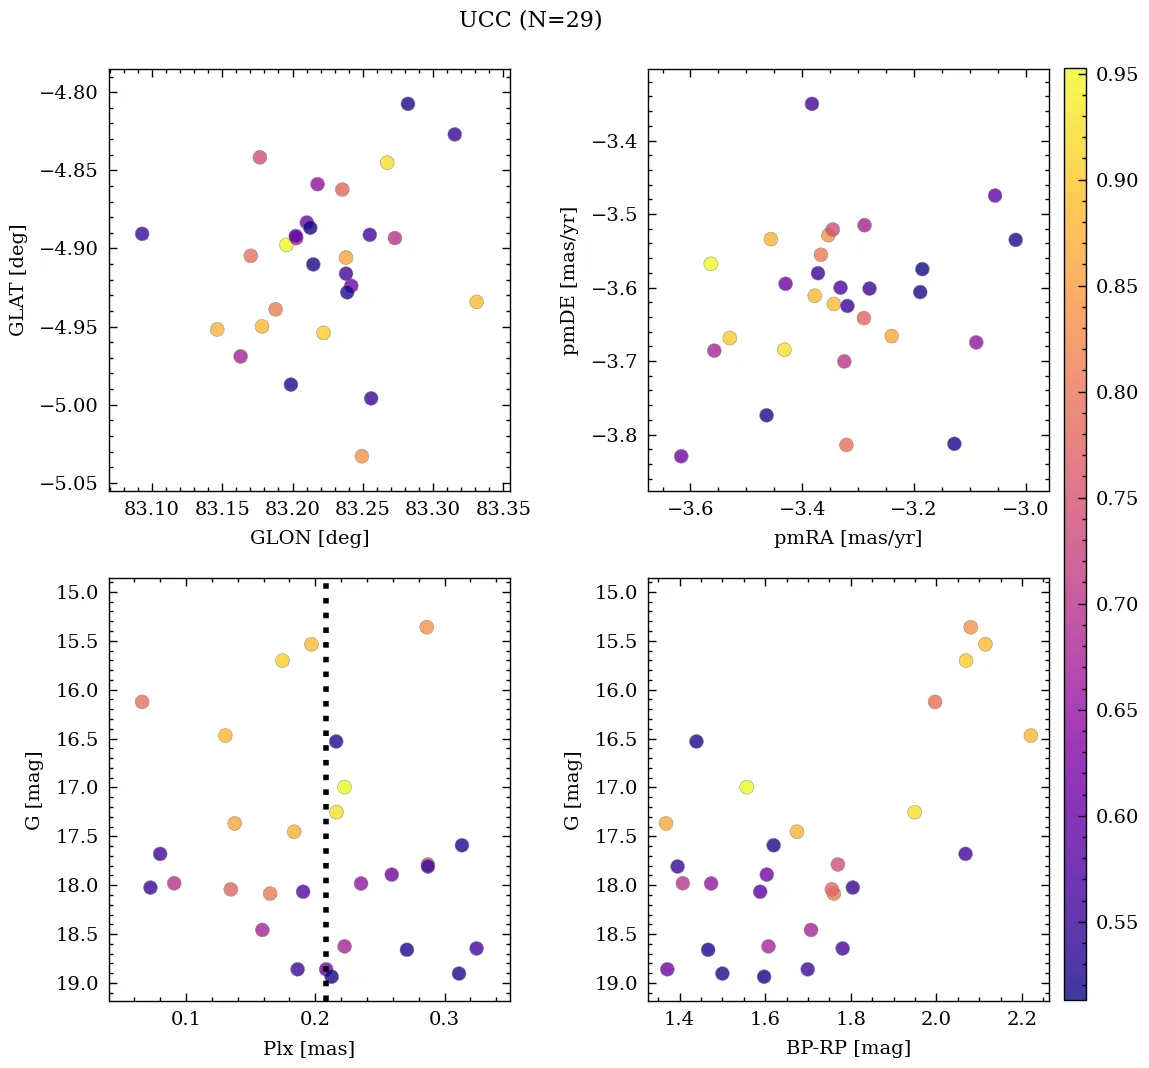 UCC (N=29)
−4.80
−4.85
−4.90
−4.95
−5.00
−5.05
GLAT [deg]
83.10 83.15 83.20 83.25 83.30 83.35
GLON [deg]
−3.4
−3.5
−3.6
−3.7
−3.8
pmDE [mas/yr]
−3.6 −3.4 −3.2 −3.0
pmRA [mas/yr]
0.95
0.90
0.85
0.80
0.75
0.70
0.65
0.60
0.55
15.0
15.5
16.0
16.5
17.0
17.5
18.0
18.5
19.0
G [mag]
0.1 0.2 0.3
Plx [mas]
15.0
15.5
16.0
16.5
17.0
17.5
18.0
18.5
19.0
G [mag]
1.4 1.6 1.8 2.0 2.2
BP-RP [mag]